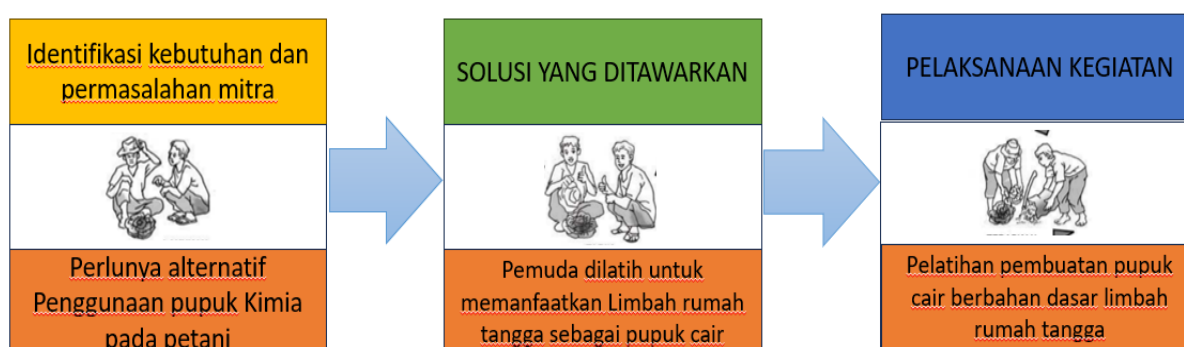 Identifikasi kebutuhan dan
permasalahan mitra
Perlunya alternatif
Penggunaan pupuk Kimia
pada petani
SOLUSI YANG DITAWARKAN
Pemuda dilatih untuk
memanfaatkan Limbah rumah
tangga sebagai pupuk cair
PELAKSANAAN KEGIATAN
Pelatihan pembuatan pupuk
cair berbahan dasar limbah
rumah tangga